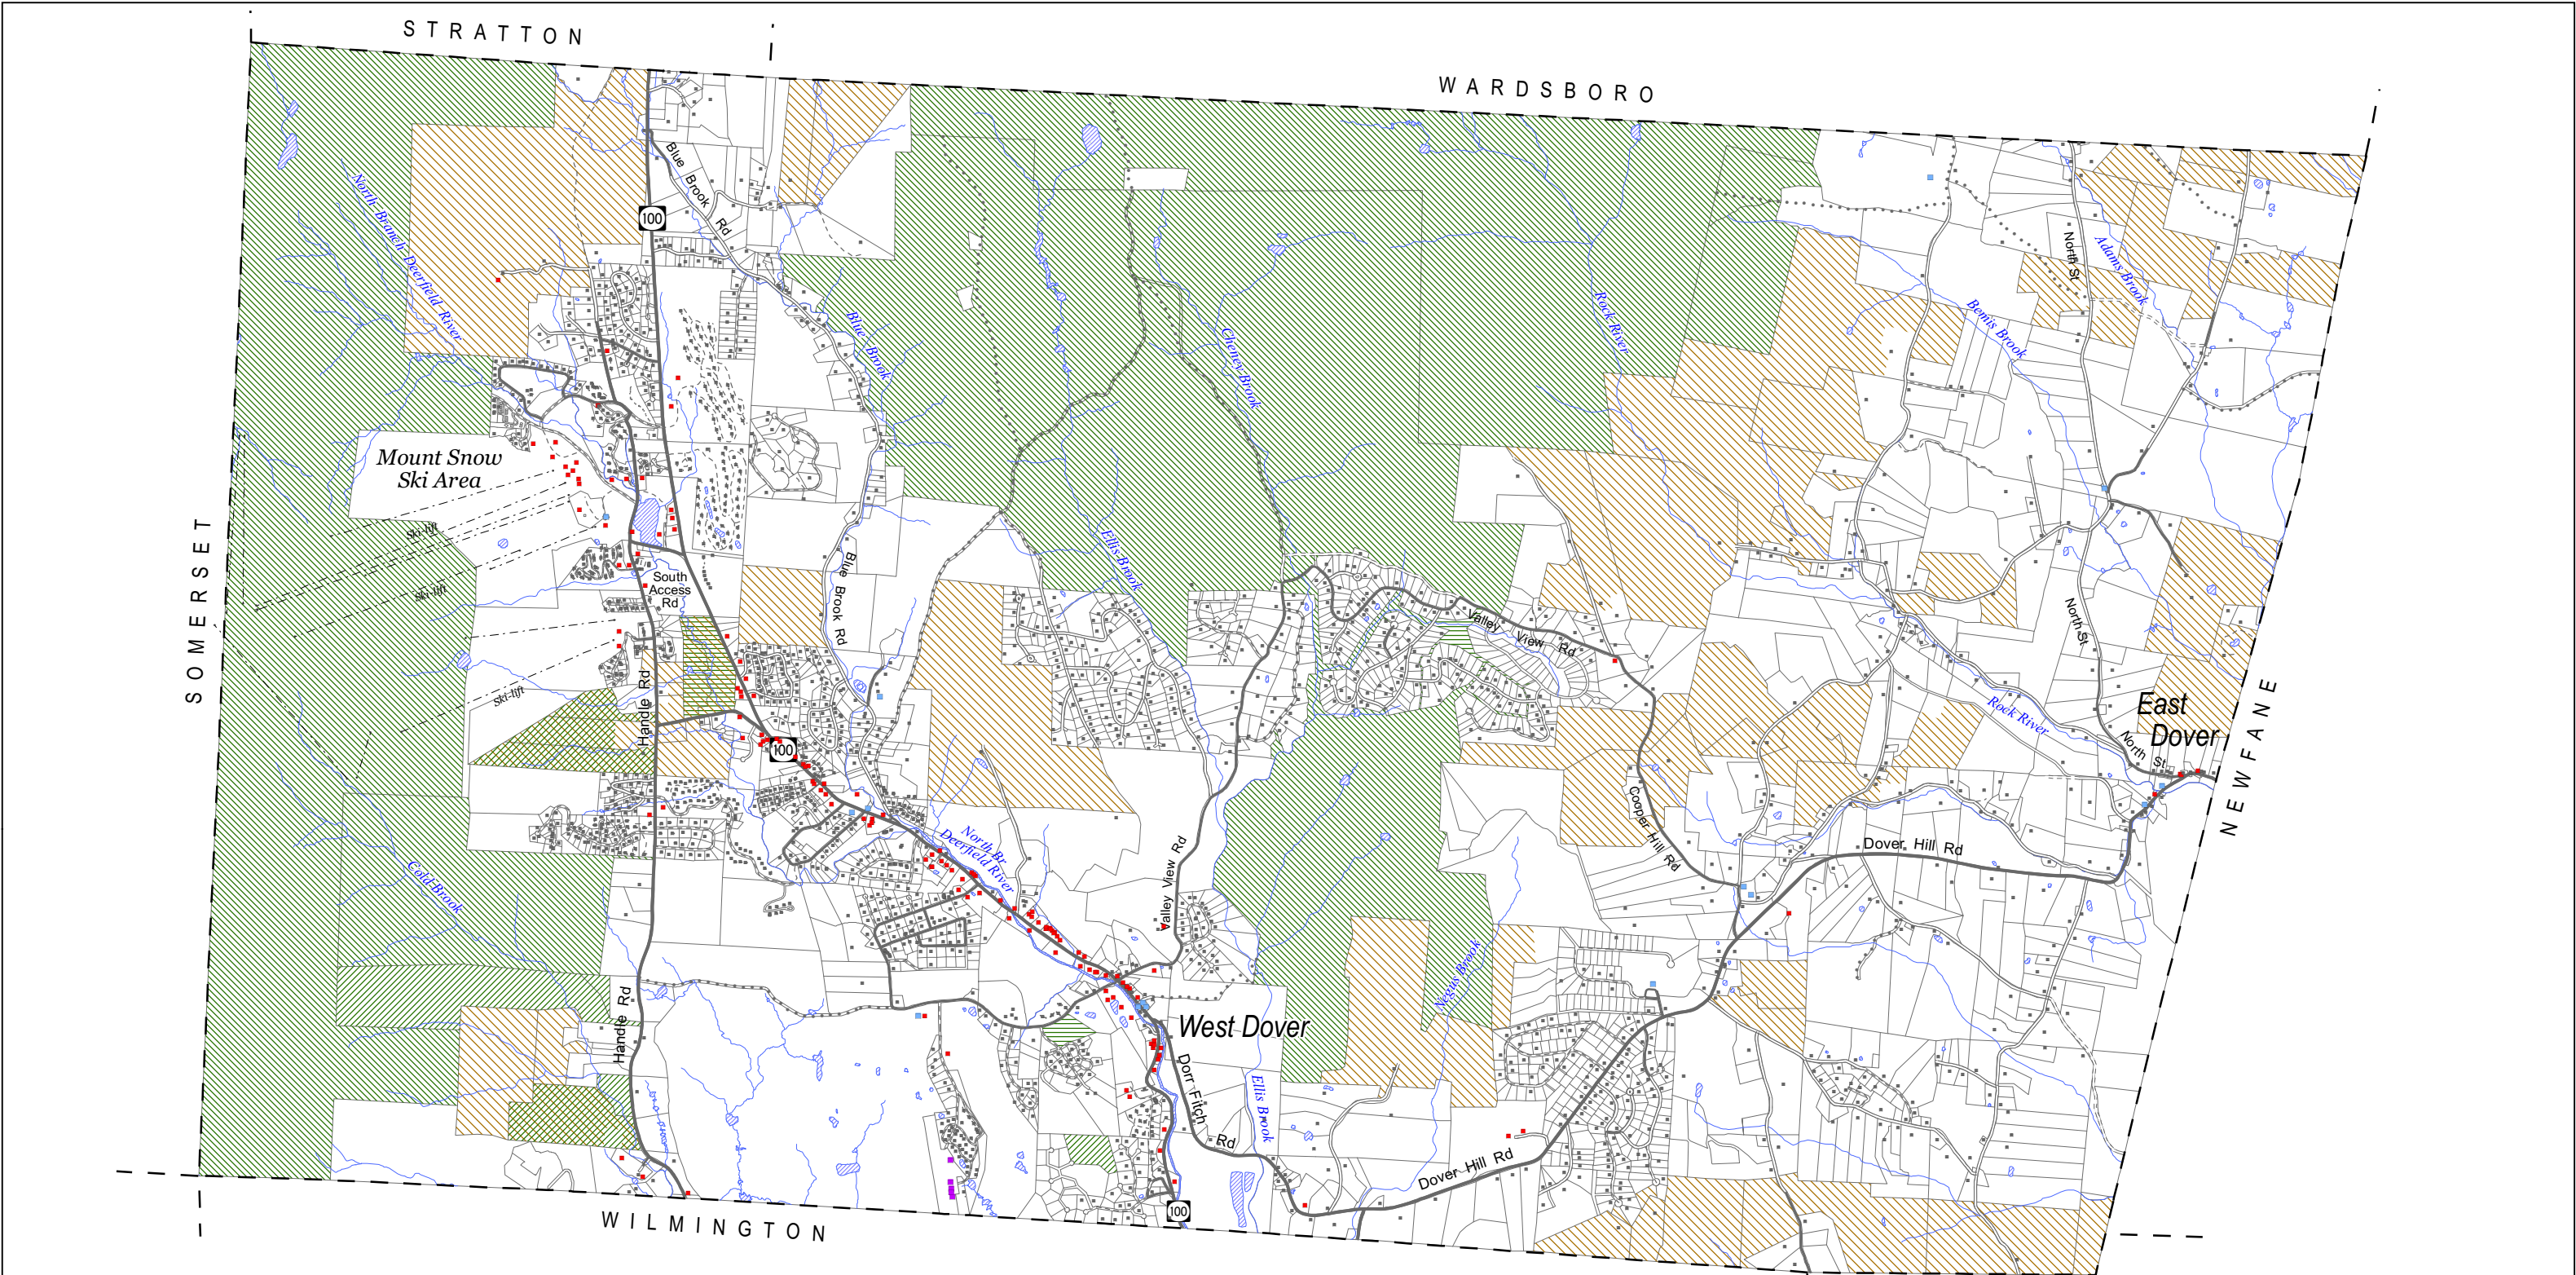 STRATTON
WARDSBORO
Blue
Brook
Rd
100
North Branch Deerfield River
North St
Adams Brook
Bemis Brook
Rock River
Cheney Brook
Blue
Brook
Mount Snow
Ski Area
SOMERSET
Ski-lift
Ski-lift
Ski-lift
South
Access
Rd
Blue Brook Rd
Ellis Brook
Valley View Rd
North St
Handle Rd
100
Rock River
East
Dover
North St
NEWFANE
Cooper Hill Rd
Dover Hill Rd
North Br
Deerfield River
Cold Brook
Valley View Rd
Negus Brook
Handle Rd
West Dover
Dorr Fitch
Rd
Ellis Brook
Dover Hill Rd
100
WILMINGTON